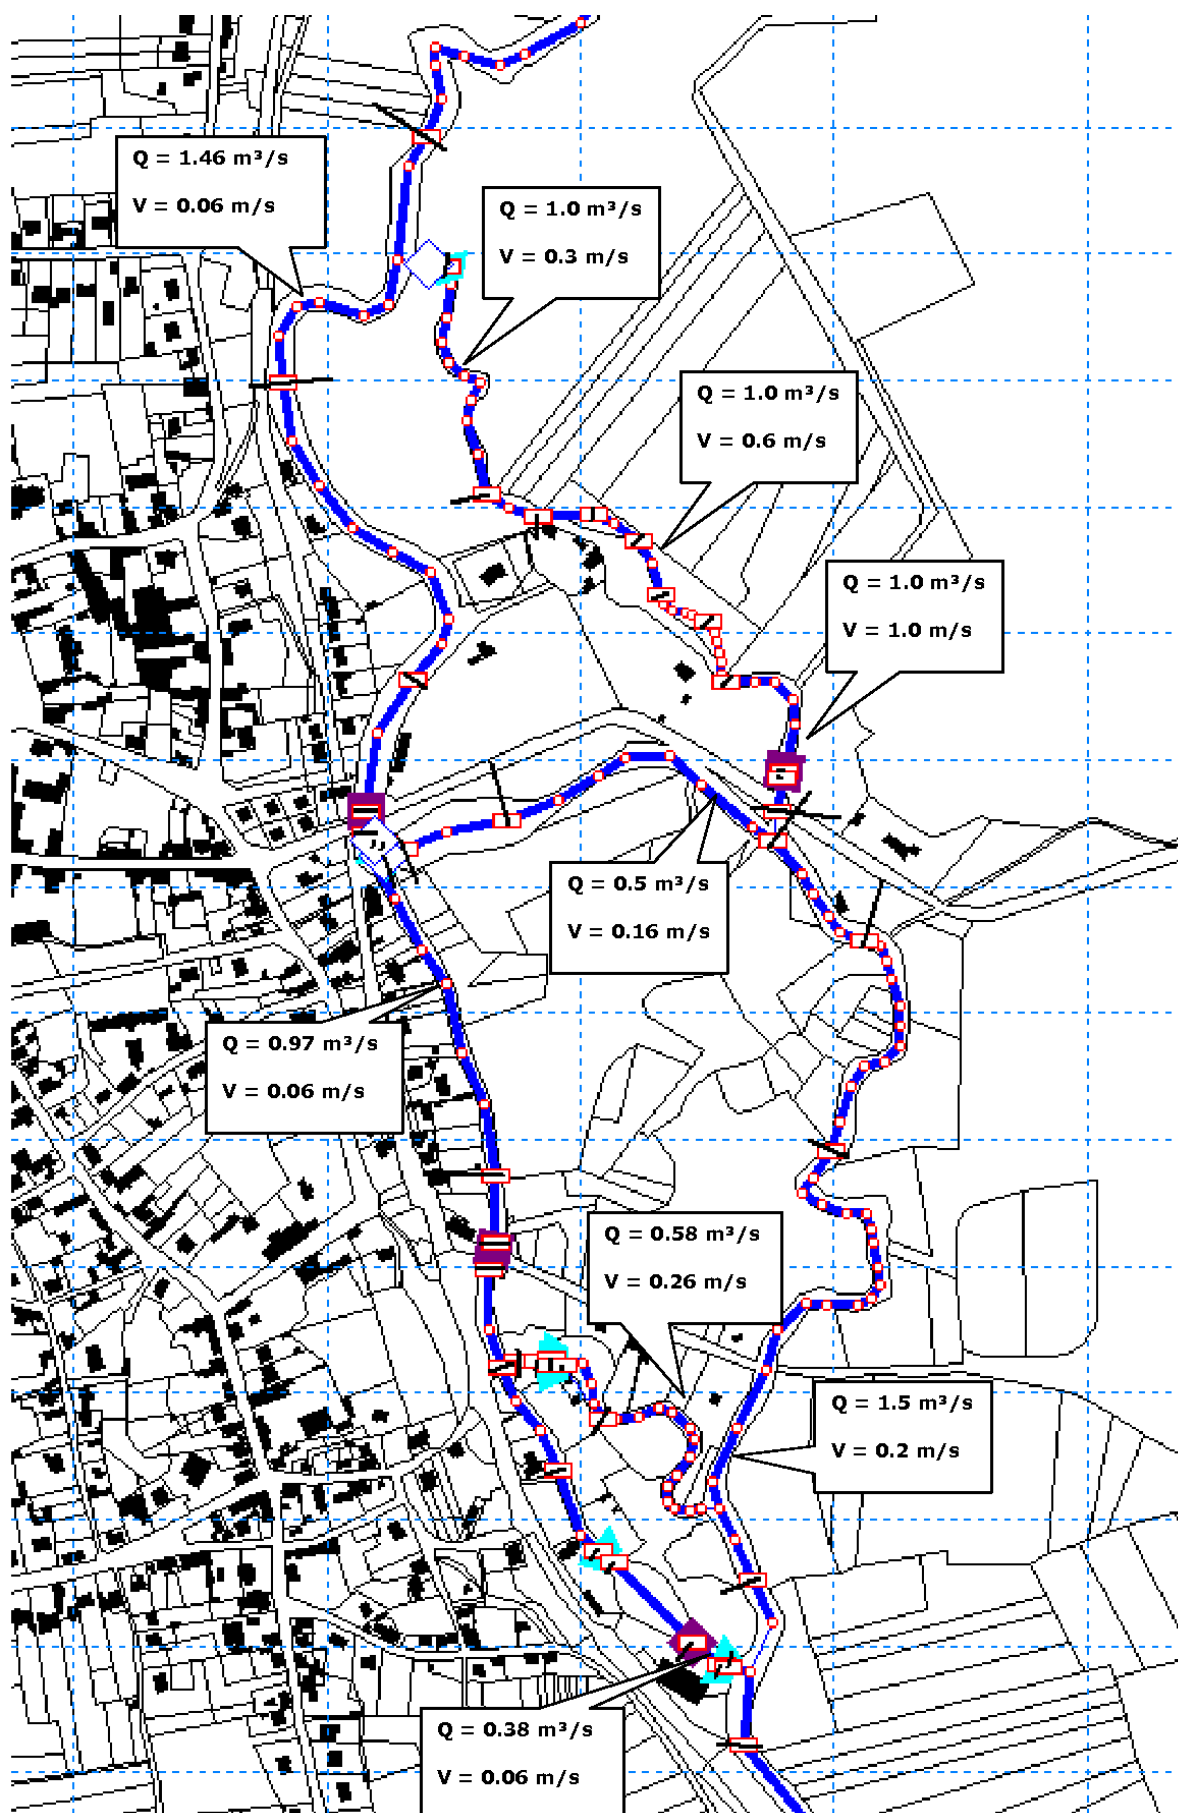 Q = 1.46 m³/s
V = 0.06 m/s
Q = 1.0 m³/s
V = 0.3 m/s
Q = 1.0 m³/s
V = 0.6 m/s
Q = 1.0 m³/s
V = 1.0 m/s
Q = 0.5 m³/s
V = 0.16 m/s
Q = 0.97 m³/s
V = 0.06 m/s
Q = 0.58 m³/s
V = 0.26 m/s
Q = 1.5 m³/s
V = 0.2 m/s
Q = 0.38 m³/s
V = 0.06 m/s